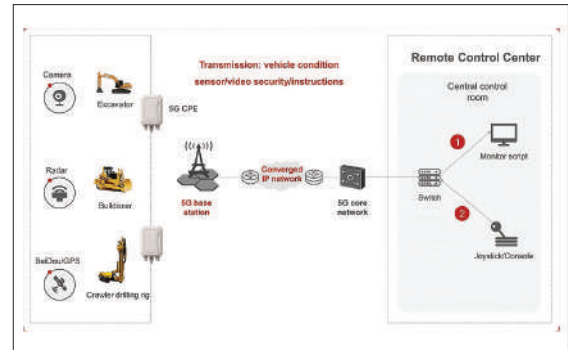 Transmission: vehicle condition
sensor/video security/instructions
Remote Control Center
Central control
room
Camera
Excavator
5G CPE
Radar
Bulldozer
BeiDou/GPS
Crawler drilling rig
5G base
station
Converged
IP network
5G core
network
Switch
1
Monitor script
2
Joystick/Console